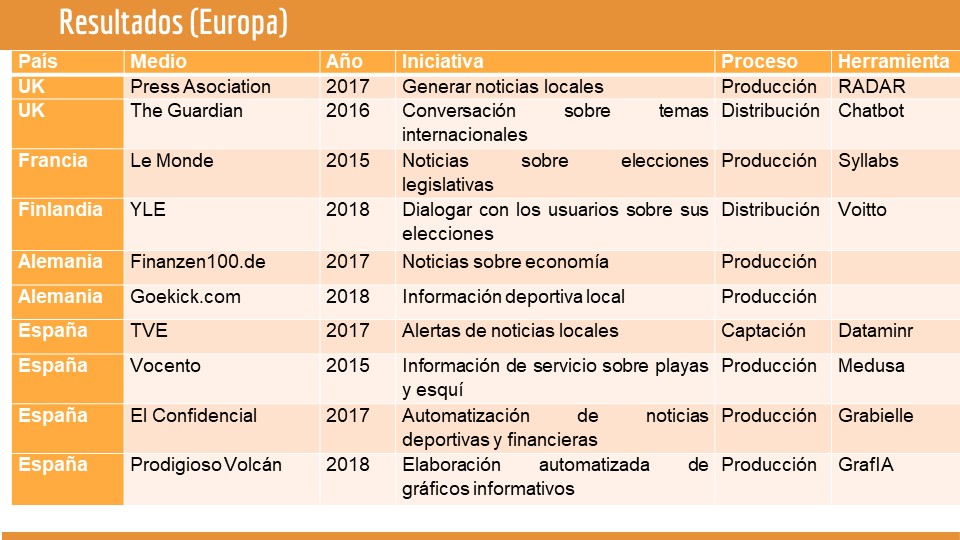 Resultados (Europa)
País Medio Año Iniciativa Proceso Herramienta
UK Press Asociation 2017 Generar noticias locales Producción RADAR
UK The Guardian 2016 Conversación sobre temas Distribución Chatbot
internacionales
Francia Le Monde 2015 Noticias sobre elecciones Producción Syllabs
legislativas
Finlandia YLE 2018 Dialogar con los usuarios sobre sus Distribución Voitto
elecciones
Alemania Finanzen100.de 2017 Noticias sobre economía Producción
Alemania Goekick.com 2018 Información deportiva local Producción
España TVE 2017 Alertas de noticias locales Captación Dataminr
España Vocento 2015 Información de servicio sobre playas Producción Medusa
y esquí
España El Confidencial 2017 Automatización de noticias Producción Grabielle
deportivas y financieras
España Prodigioso Volcán 2018 Elaboración automatizada de Producción GrafIA
gráficos informativos